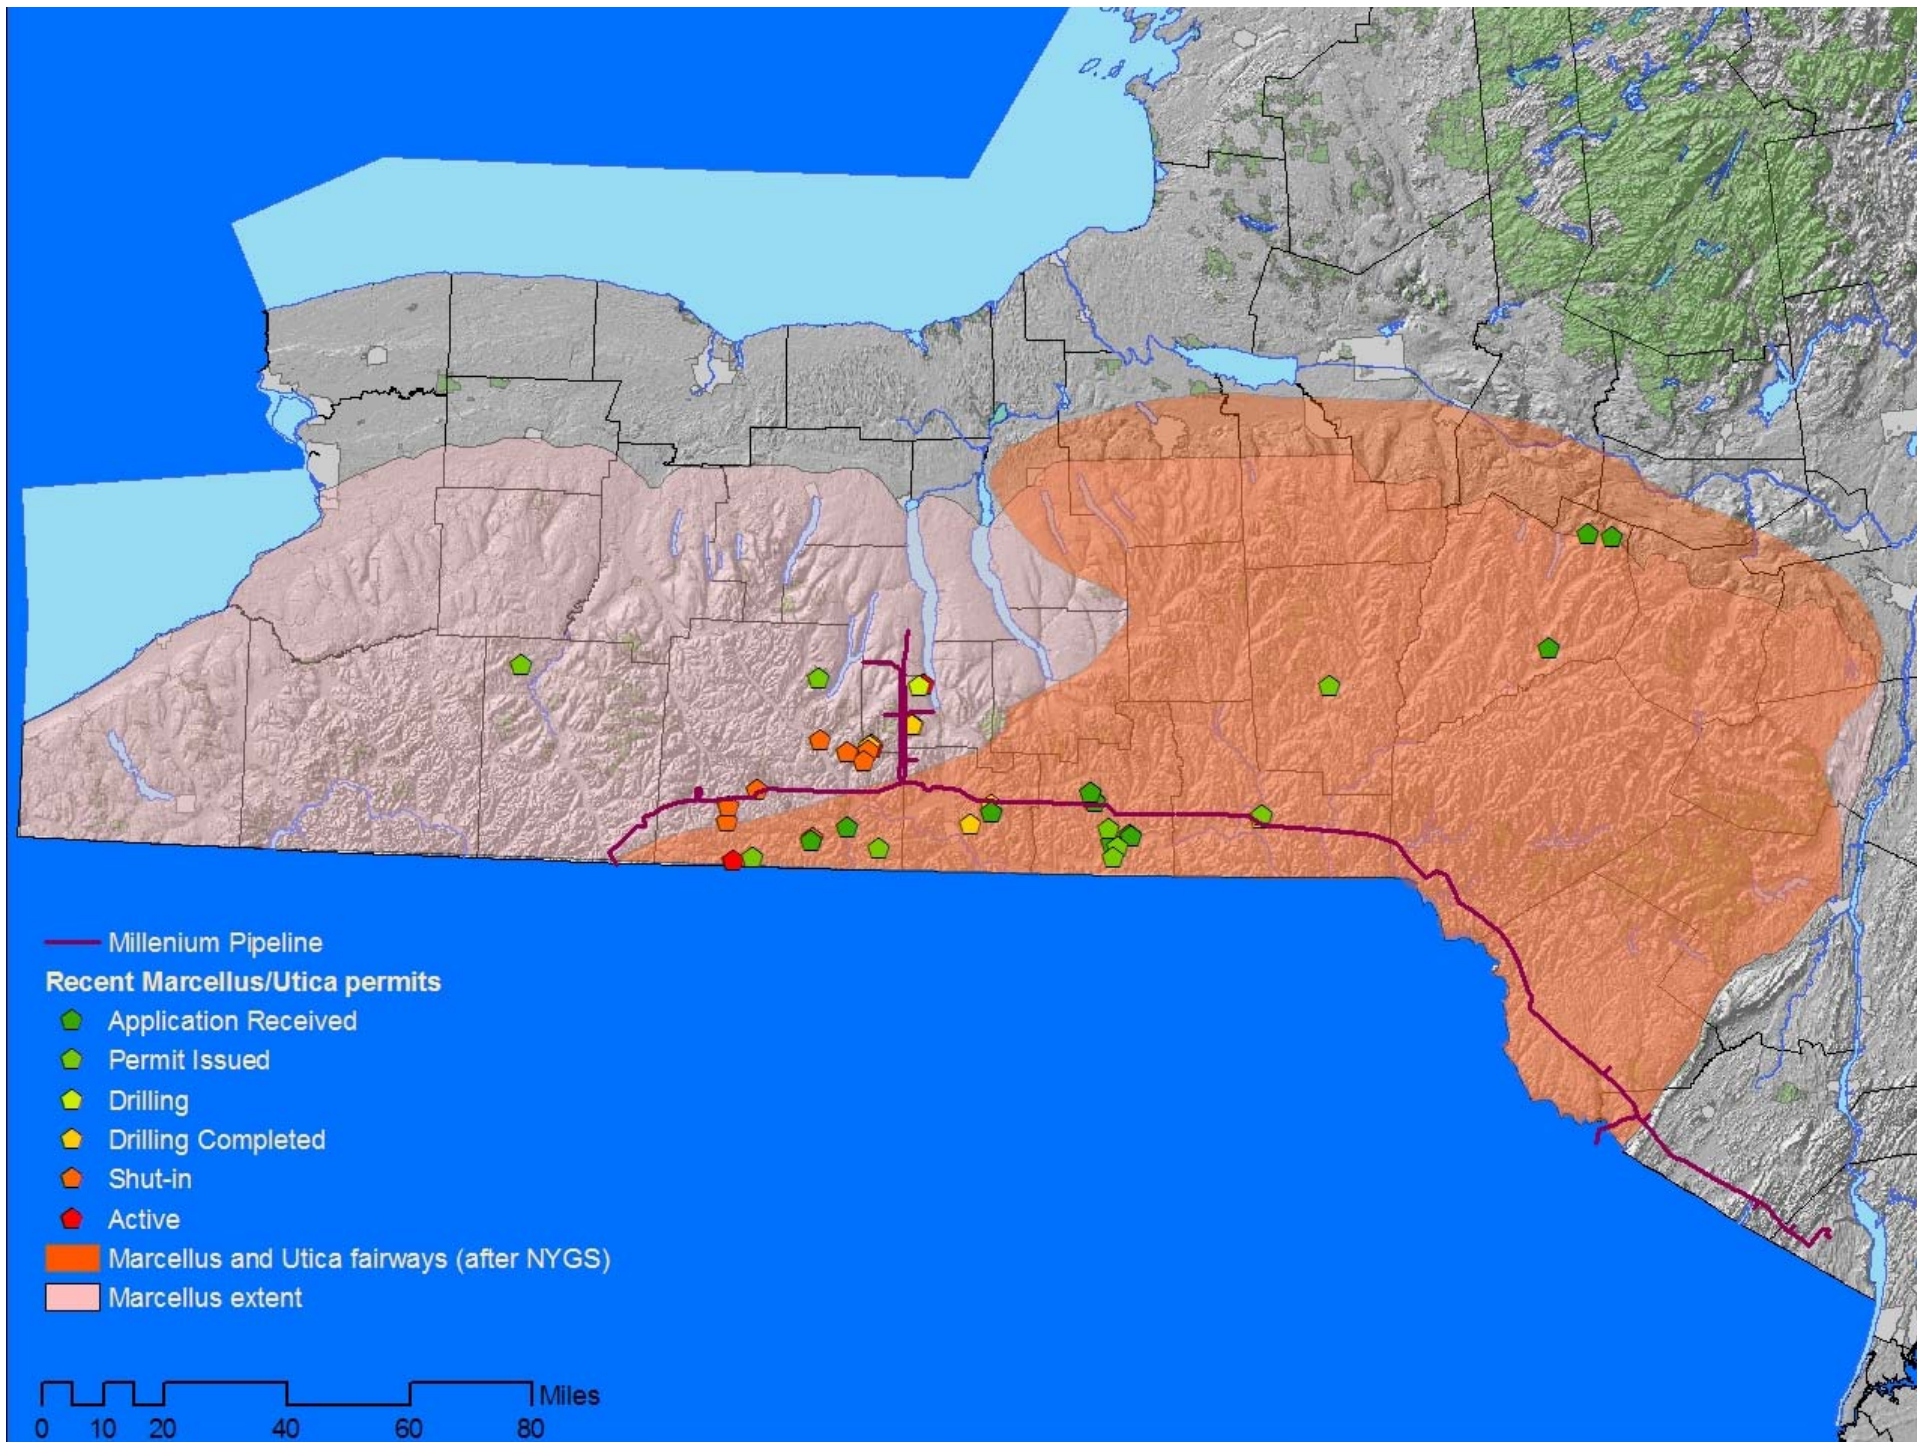 Millenium Pipeline
Recent Marcellus/Utica permits
Application Received
Permit Issued
Drilling
Drilling Completed
Shut-in
Active
Marcellus and Utica fairways (after NYGS)
Marcellus extent
Miles
0 10 20 40 60 80